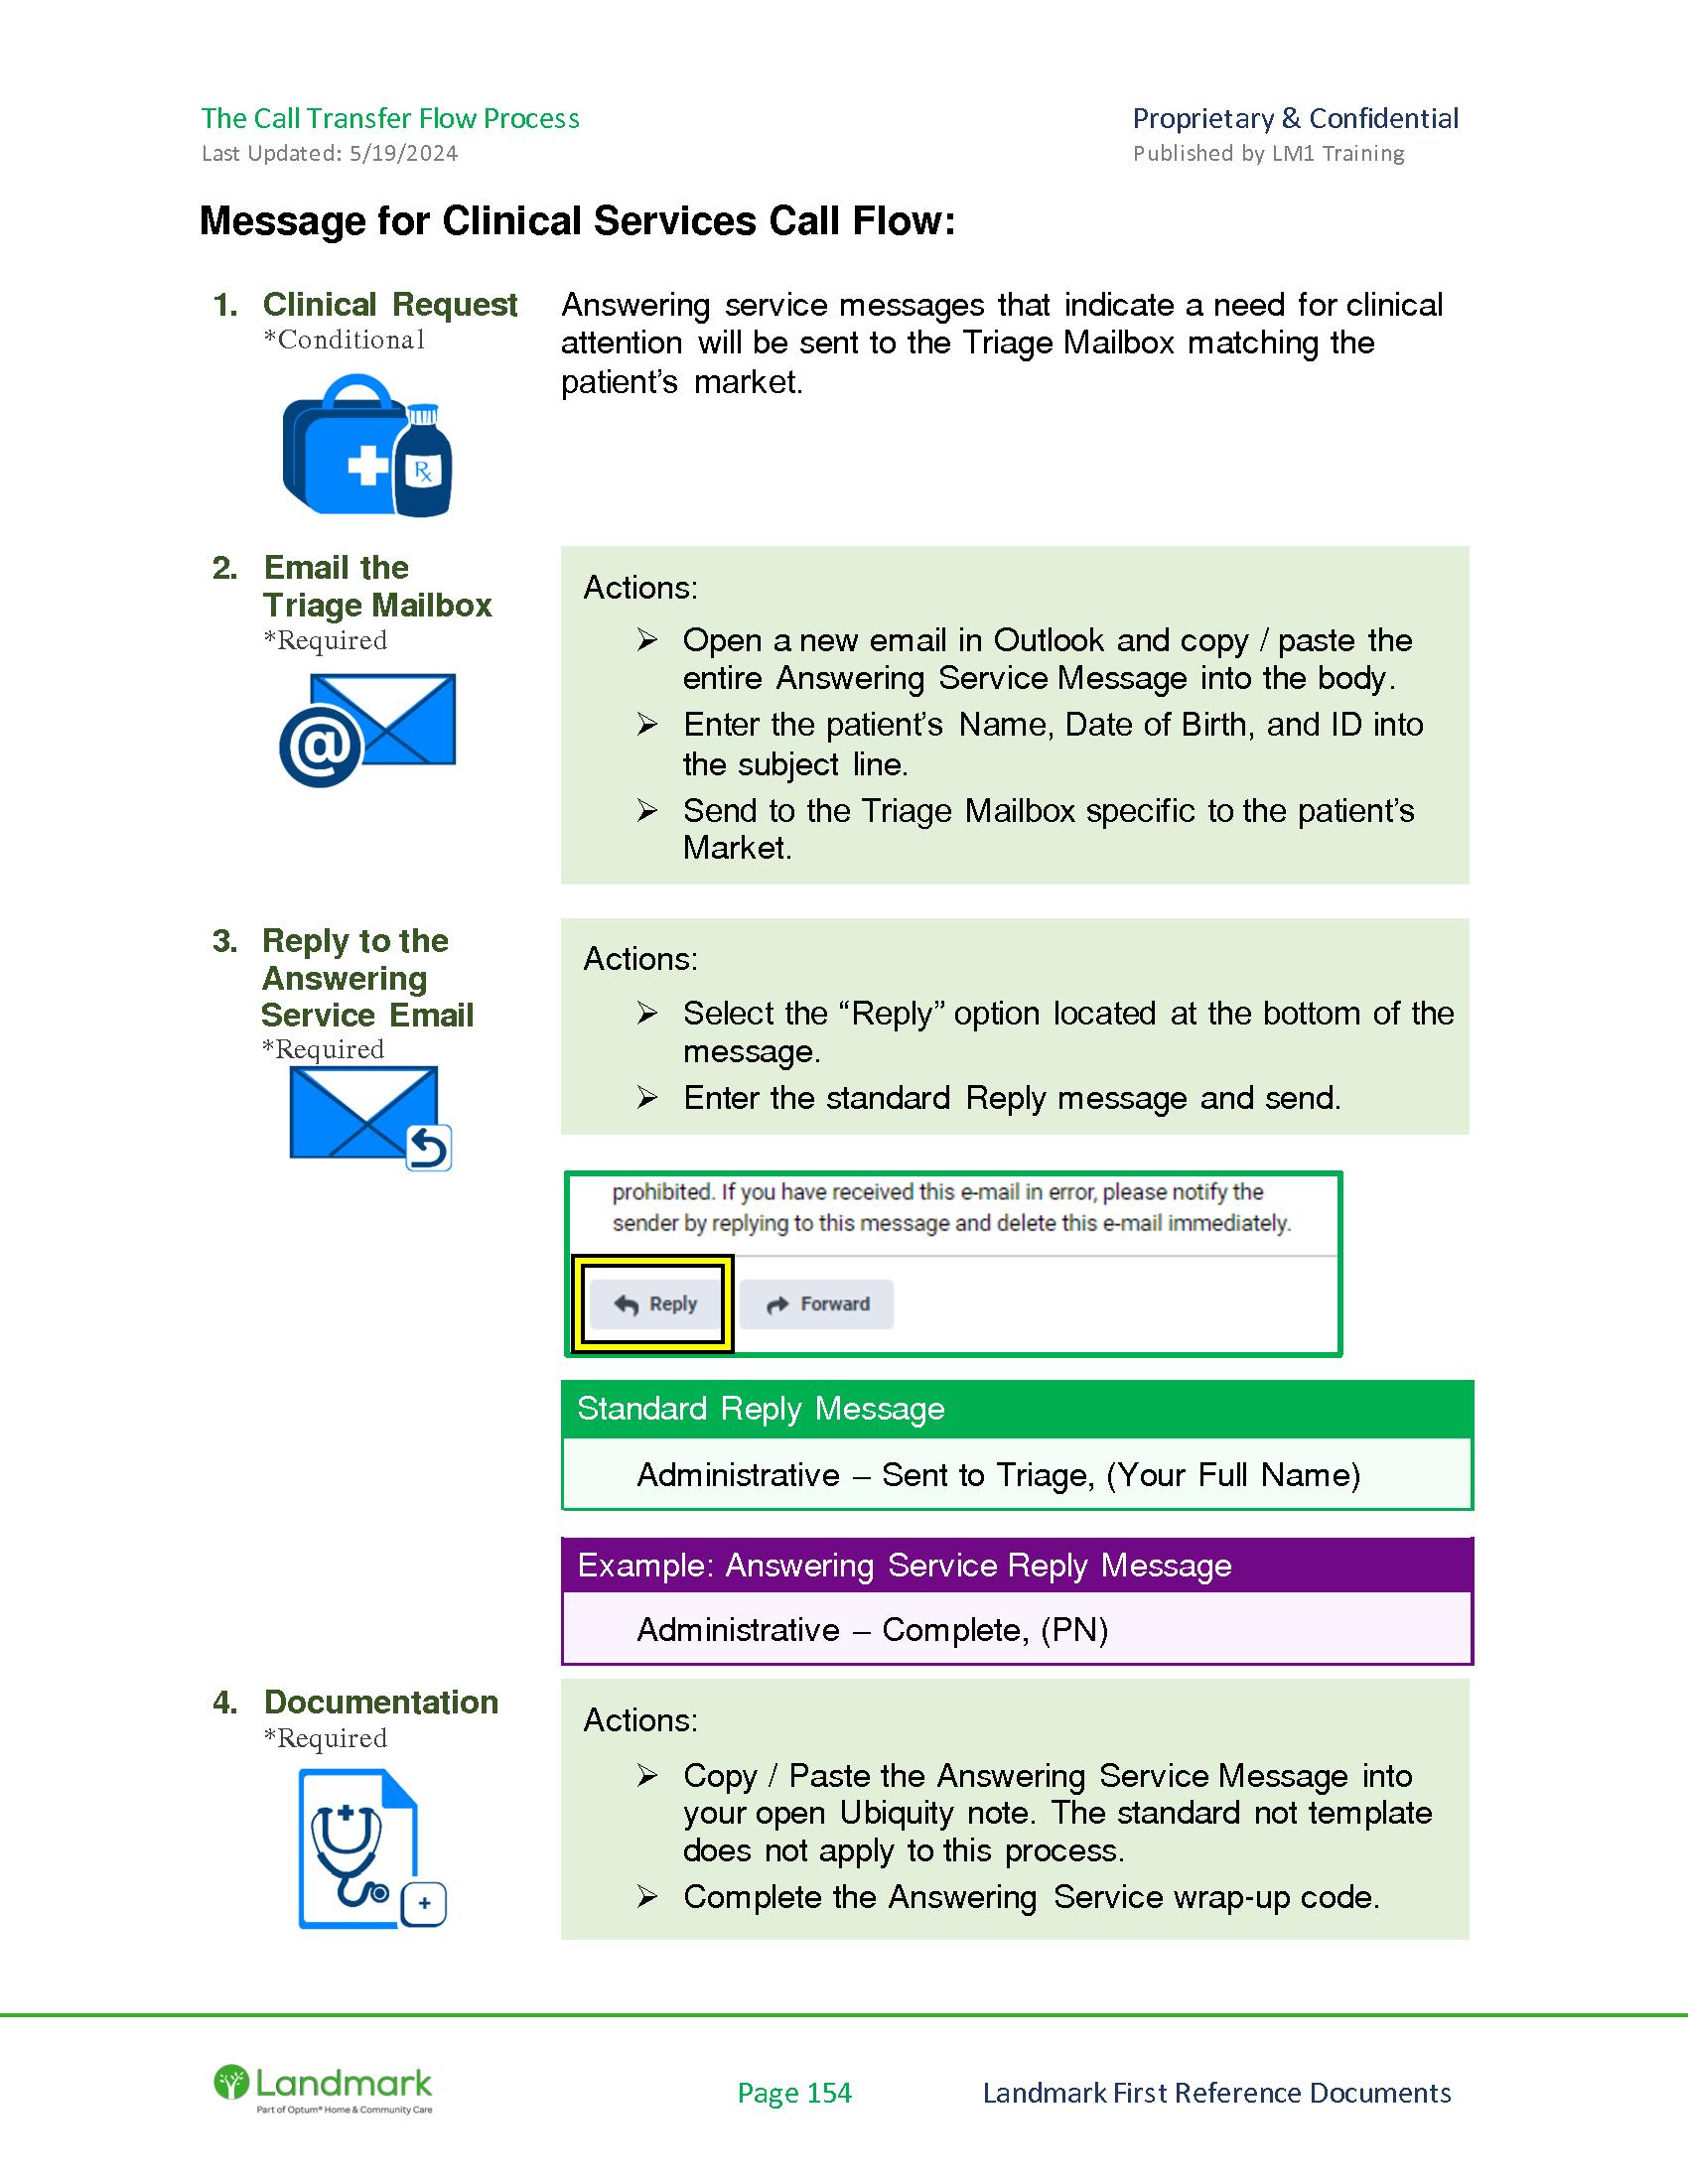 The Call Transfer Flow Process
Proprietary & Confidential
Last Updated: 5/19/2024
Published by LM1 Training
Message for Clinical Services Call Flow:
1. Clinical Request
*Conditional
Answering service messages that indicate a need for clinical
attention will be sent to the Triage Mailbox matching the
patient's market.
Rx
2. Email the
Triage Mailbox
*Required
@
Actions:
➢ Open a new email in Outlook and copy / paste the
entire Answering Service Message into the body.
➢ Enter the patient's Name, Date of Birth, and ID into
the subject line.
➢ Send to the Triage Mailbox specific to the patient's
Market.
3. Reply to the
Answering
Service Email
*Required
Actions:
➢ Select the “Reply” option located at the bottom of the
message.
➢ Enter the standard Reply message and send.
prohibited. If you have received this e-mail in error, please notify the
sender by replying to this message and delete this e-mail immediately.
Reply
Forward
Standard Reply Message
Administrative – Sent to Triage, (Your Full Name)
Example: Answering Service Reply Message
Administrative – Complete, (PN)
4. Documentation
*Required
Actions:
➢ Copy / Paste the Answering Service Message into
your open Ubiquity note. The standard not template
does not apply to this process.
➢ Complete the Answering Service wrap-up code.
Landmark
Part of Optum® Home & Community Care
Page 154
Landmark First Reference Documents